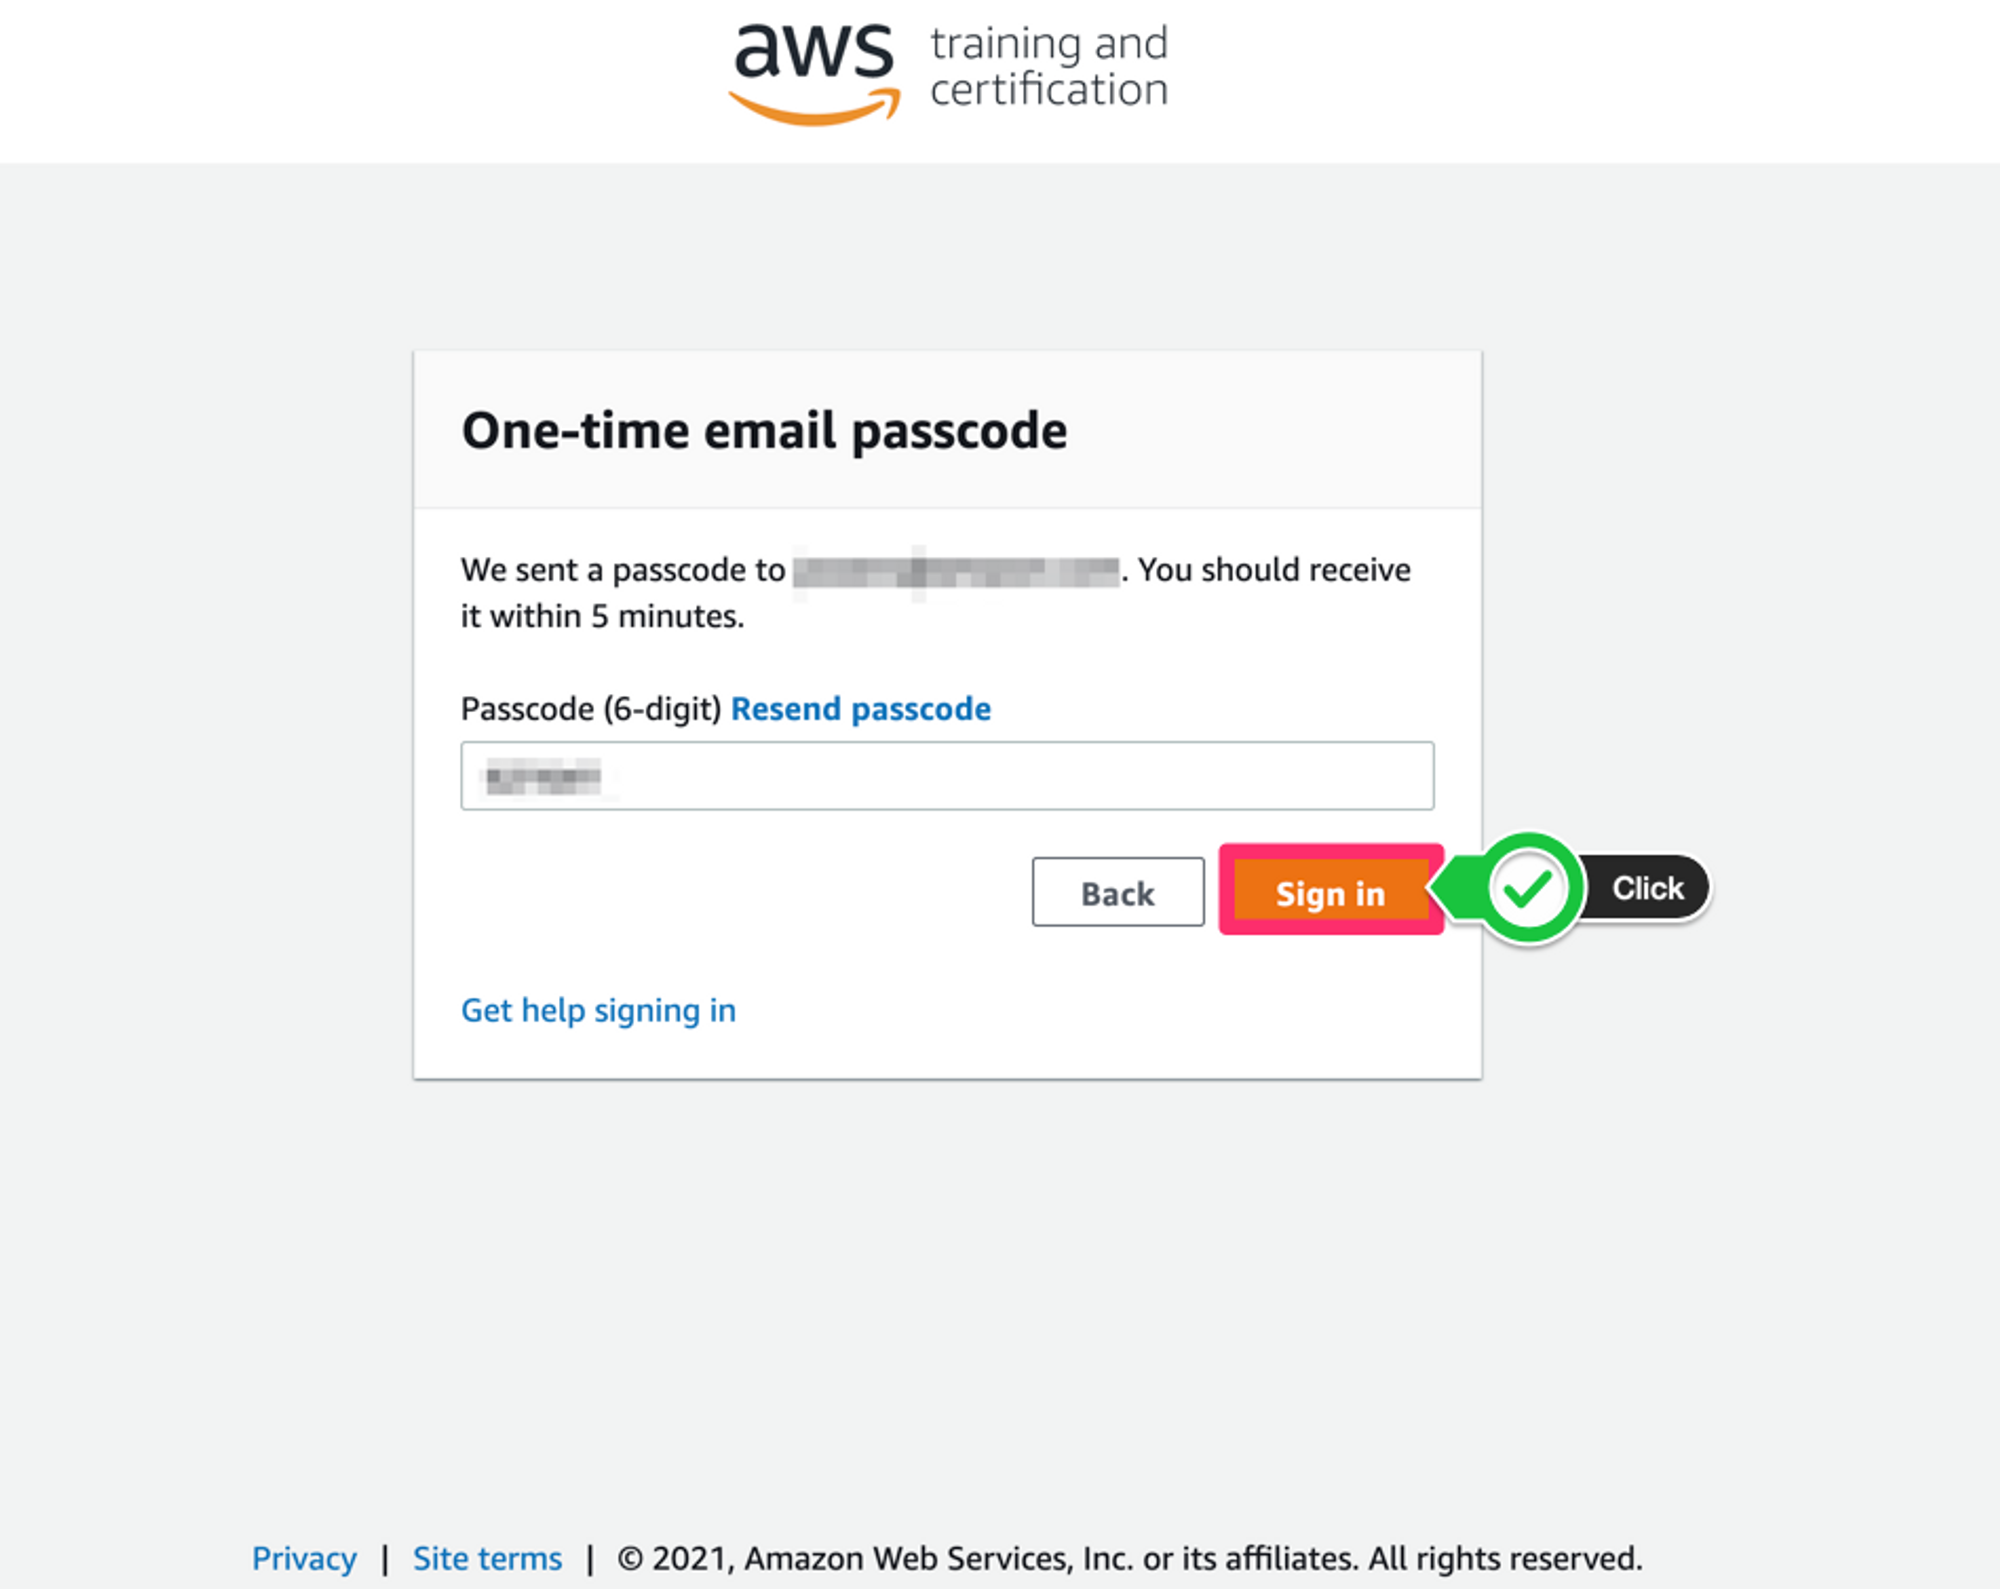 aws training and
certification
One-time email passcode
We sent a passcode to . You should receive
it within 5 minutes.
Passcode (6-digit) Resend passcode
Back Sign in Click
Get help signing in
Privacy | Site terms | © 2021, Amazon Web Services, Inc. or its affiliates. All rights reserved.